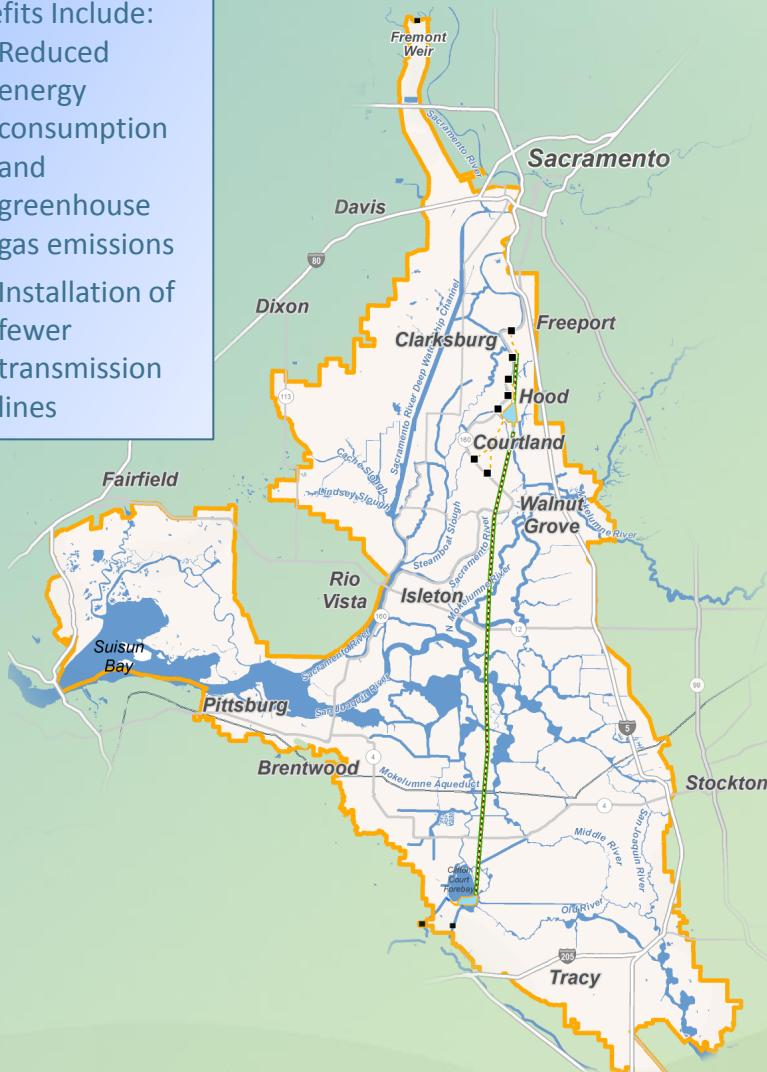 efits Include:
Reduced
energy
consumption
and
greenhouse
gas emissions
Installation of
fewer
transmission
lines
Fremont
Weir
Sacramento River
Sacramento
Davis
80
Dixon
Sacramento River Deep Water Ship Channel
Clarksburg
Freeport
113
Hood
160
Courtland
Cache Slough
Fairfield
Lindsey Slough
Walnut
Grove
Mokelumne River
Steamboat Slough
Sacramento River
Rio
Vista
Isleton
N Mokelumne River
160
12
Suisun
Bay
Sacramento River
Pittsburg
San Joaquin River
99
5
Brentwood
4
Mokelumne Aqueduct
Stockton
4
Middle River
San Joaquin River
Clifton
Court
Forebay
Old River
205
Tracy